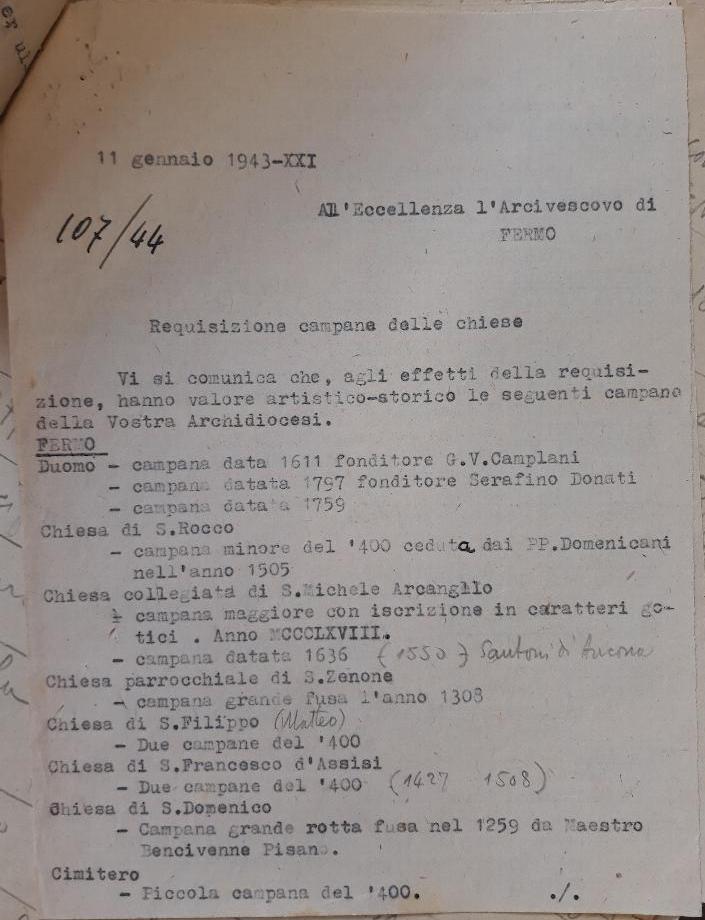 11 gennaio 1943-XXI
107/44
All'Eccellenza l'Arcivescovo di
FERMO
Requisizione campane delle chiese
Vi si comunica che, agli effetti della requisi-
zione, hanno valore artistico-storico le seguenti campane
della Vostra Archidiocesi.
FERMO
Duomo - campana data 1611 fonditore G.V.Camplani
- campana datata 1797 fonditore Serafino Donati
- campana datata 1759
Chiesa di S.Rocco
- campana minore del '400 ceduta dai PP.Domenicani
nell'anno 1505
Chiesa collegiata di S.Michele Arcangllo
- campana maggiore con iscrizione in caratteri go-
tici . Anno MCCCLXVIII.
- campana datata 1636 (1550) Santoni d'Ancona
Chiesa parrocchiale di S.Zenone
- campana grande fusa l'anno 1308
Chiesa di S.Filippo (Matteo)
- Due campane del '400
Chiesa di S.Francesco d'Assisi
- Due campane del '400 (1427 1508)
Chiesa di S.Domenico
- Campana grande rotta fusa nel 1259 da Maestro
Bencivenne Pisano.
Cimitero
- Piccola campana del '400. ./.